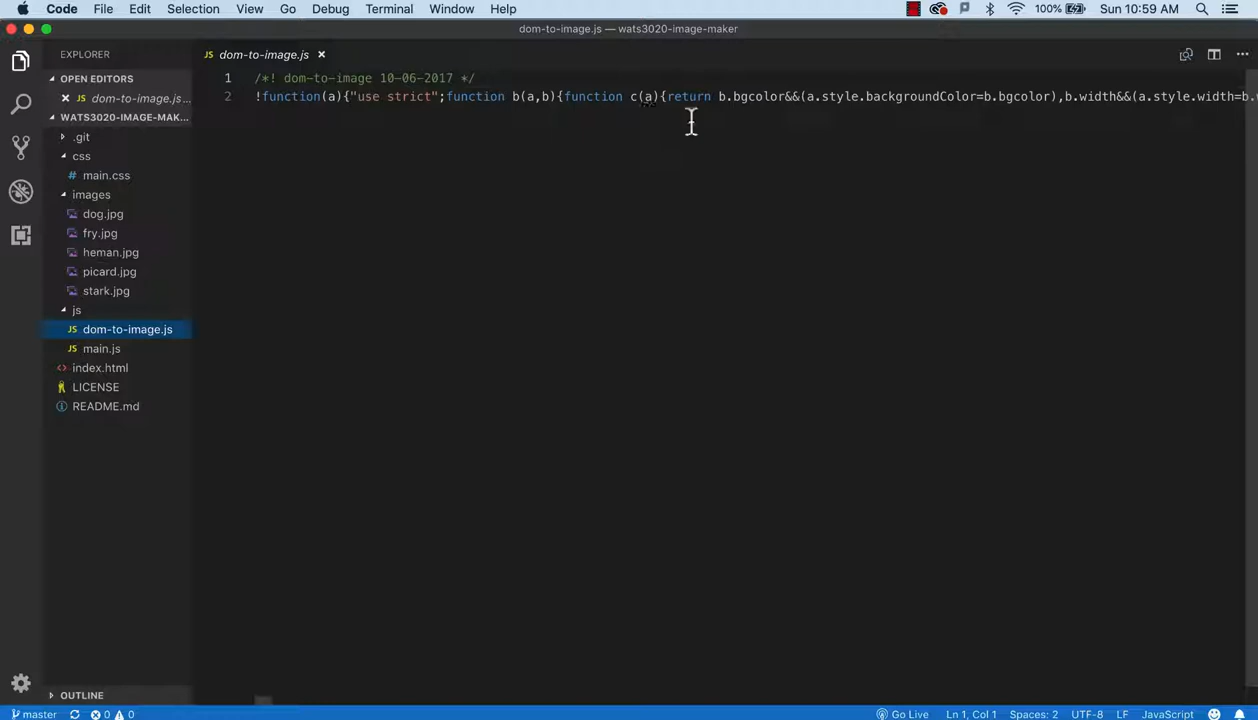 Code File Edit Selection View Go Debug Terminal Window Help 100% Sun 10:59 AM
dom-to-image.js — wats3020-image-maker
EXPLORER
OPEN EDITORS
JS dom-to-image.js...
WATS3020-IMAGE-MAK...
.git
css
# main.css
images
dog.jpg
fry.jpg
heman.jpg
picard.jpg
stark.jpg
js
JS dom-to-image.js
JS main.js
<> index.html
LICENSE
README.md
OUTLINE
JS dom-to-image.js
1 /*! dom-to-image 10-06-2017 */
2 !function(a){"use strict";function b(a,b){function c(a){return b.bgcolor&&(a.style.backgroundColor=b.bgcolor),b.width&&(a.style.width=b.
master 0 0 Go Live Ln 1, Col 1 Spaces: 2 UTF-8 LF JavaScript